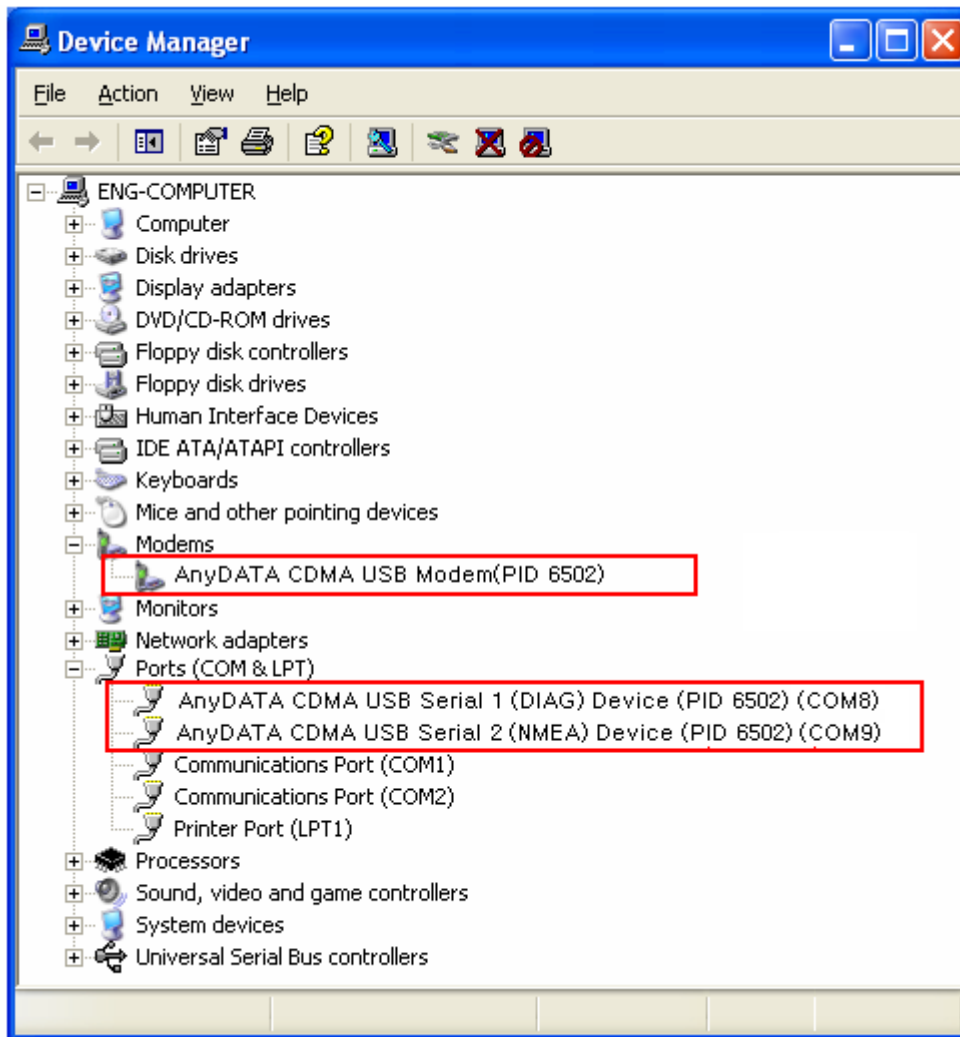 Device Manager
File Action View Help
ENG-COMPUTER
Computer
Disk drives
Display adapters
DVD/CD-ROM drives
Floppy disk controllers
Floppy disk drives
Human Interface Devices
IDE ATA/ATAPI controllers
Keyboards
Mice and other pointing devices
Modems
AnyDATA CDMA USB Modem(PID 6502)
Monitors
Network adapters
Ports (COM & LPT)
AnyDATA CDMA USB Serial 1 (DIAG) Device (PID 6502) (COM8)
AnyDATA CDMA USB Serial 2 (NMEA) Device (PID 6502) (COM9)
Communications Port (COM1)
Communications Port (COM2)
Printer Port (LPT1)
Processors
Sound, video and game controllers
System devices
Universal Serial Bus controllers